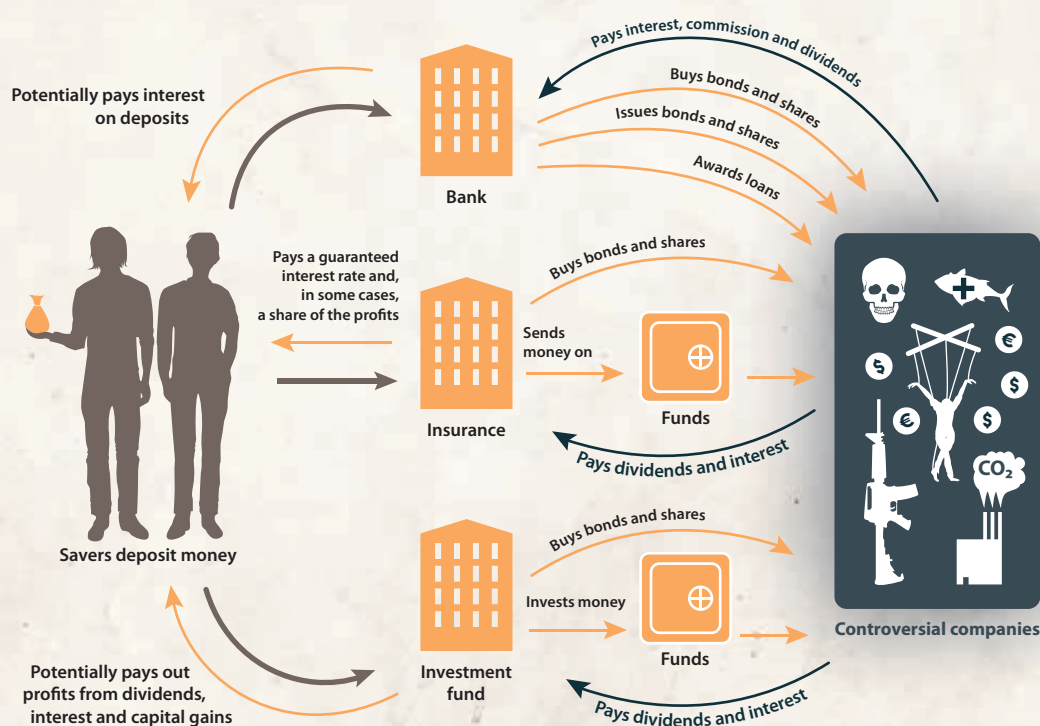 Pays interest, commission and dividends
Potentially pays interest
on deposits
Buys bonds and shares
Issues bonds and shares
Awards loans
Bank
Pays a guaranteed
interest rate and,
in some cases,
a share of the profits
Buys bonds and shares
Sends
money on
Funds
Insurance
Pays dividends and interest
€
$
$
€
$
CO₂
Savers deposit money
Buys bonds and shares
Invests money
Funds
Controversial companies
Investment
fund
Potentially pays out
profits from dividends,
interest and capital gains
Pays dividends and interest